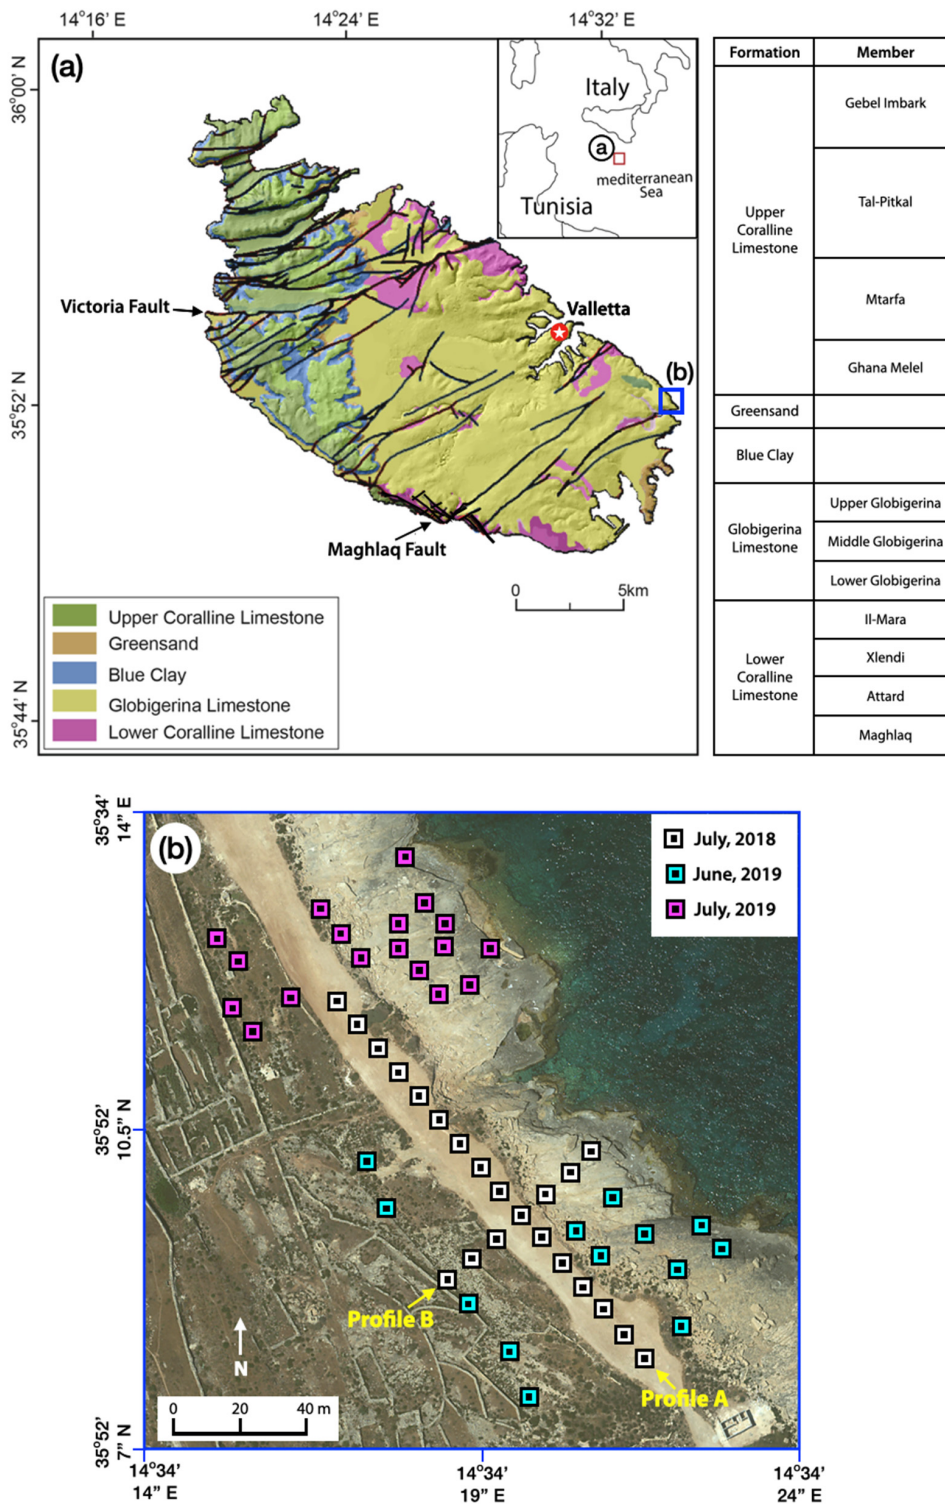 14°16' E
14°24' E
14°32' E
36°00' N
35°52' N
35°44' N
(a)
Italy
a
mediterranean
Sea
Tunisia
Victoria Fault
Valletta
(b)
Maghlaq Fault
0
5km
Upper Coralline Limestone
Greensand
Blue Clay
Globigerina Limestone
Lower Coralline Limestone
Formation
Member
Upper
Coralline
Limestone
Gebel Imbark
Tal-Pitkal
Mtarfa
Ghana Melel
Greensand
Blue Clay
Globigerina
Limestone
Upper Globigerina
Middle Globigerina
Lower Globigerina
Lower
Coralline
Limestone
Il-Mara
Xlendi
Attard
Maghlaq
35°34'
14" E
(b)
July, 2018
June, 2019
July, 2019
35°52'
10.5" N
Profile B
Profile A
N
0 20 40 m
35°52'
7" N
14°34'
14" E
14°34'
19" E
14°34'
24" E